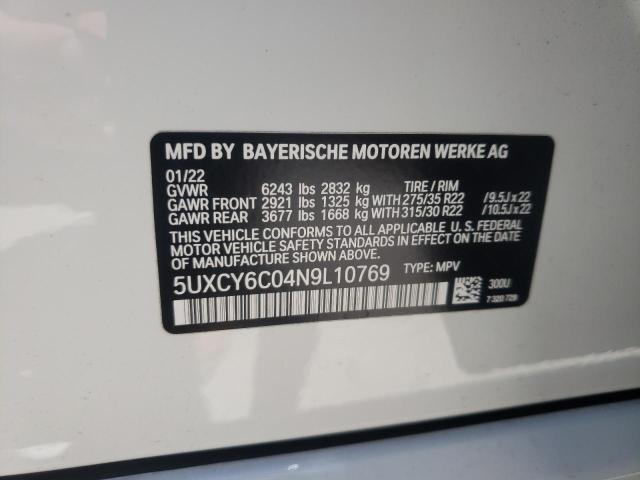 MFD BY BAYERISCHE MOTOREN WERKE AG
01/22
GVWR 6243 lbs 2832 kg TIRE / RIM
GAWR FRONT 2921 lbs 1325 kg WITH 275/35 R22 /9.5J x 22
GAWR REAR 3677 lbs 1668 kg WITH 315/30 R22 /10.5J x 22
THIS VEHICLE CONFORMS TO ALL APPLICABLE U. S. FEDERAL
MOTOR VEHICLE SAFETY STANDARDS IN EFFECT ON THE DATE
OF MANUFACTURE SHOWN ABOVE.
5UXCY6C04N9L10769 TYPE: MPV
300U
7 320 729